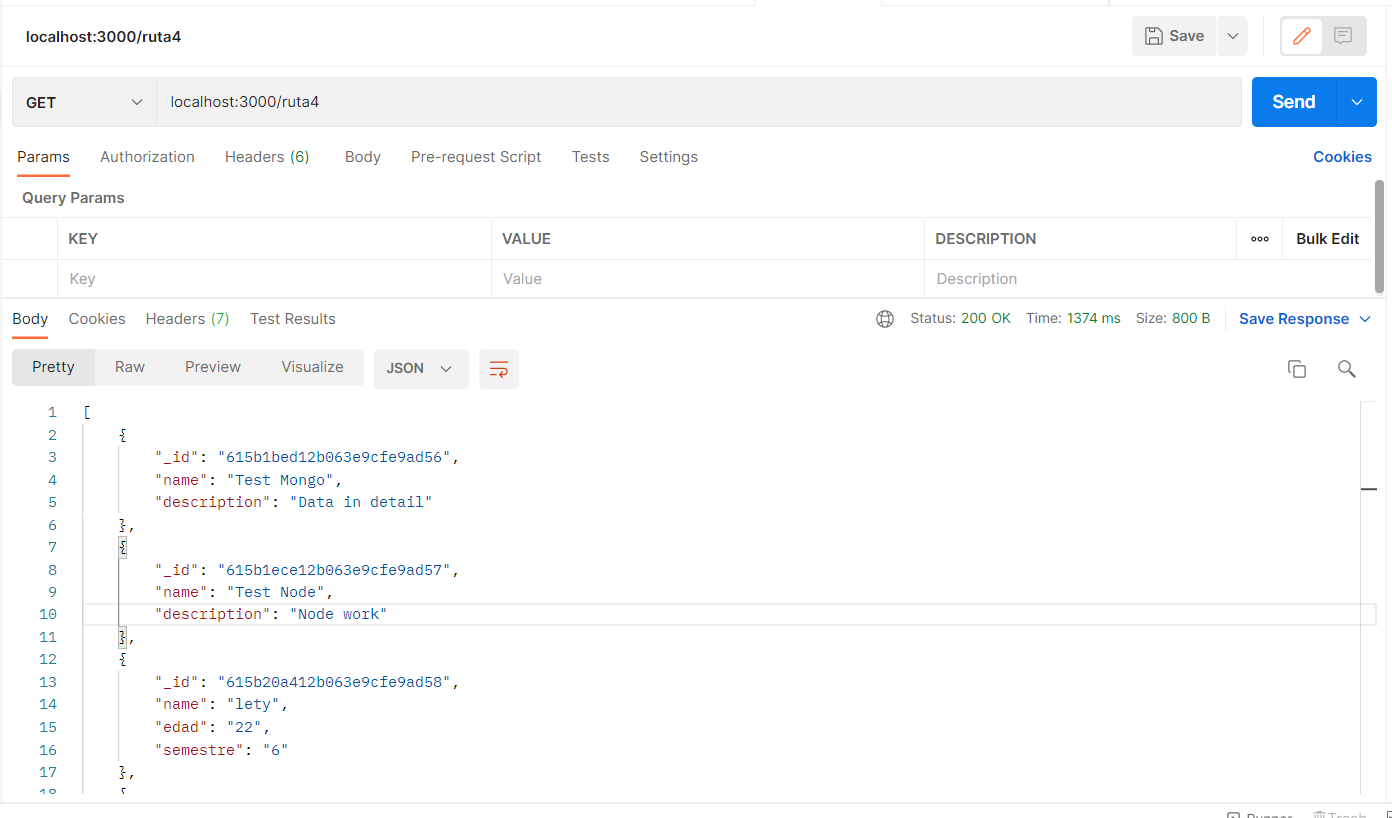 localhost:3000/ruta4
Save
GET
localhost:3000/ruta4
Send
Params Authorization Headers (6) Body Pre-request Script Tests Settings Cookies
Query Params
KEY VALUE DESCRIPTION ooo Bulk Edit
Key Value Description
Body Cookies Headers (7) Test Results Status: 200 OK Time: 1374 ms Size: 800 B Save Response
Pretty Raw Preview Visualize JSON
1 [
2 {
3 "_id": "615b1bed12b063e9cfe9ad56",
4 "name": "Test Mongo",
5 "description": "Data in detail"
6 },
7 {
8 "_id": "615b1ece12b063e9cfe9ad57",
9 "name": "Test Node",
10 "description": "Node work"
11 },
12 {
13 "_id": "615b20a412b063e9cfe9ad58",
14 "name": "lety",
15 "edad": "22",
16 "semestre": "6"
17 },
18 {
Runner Trash